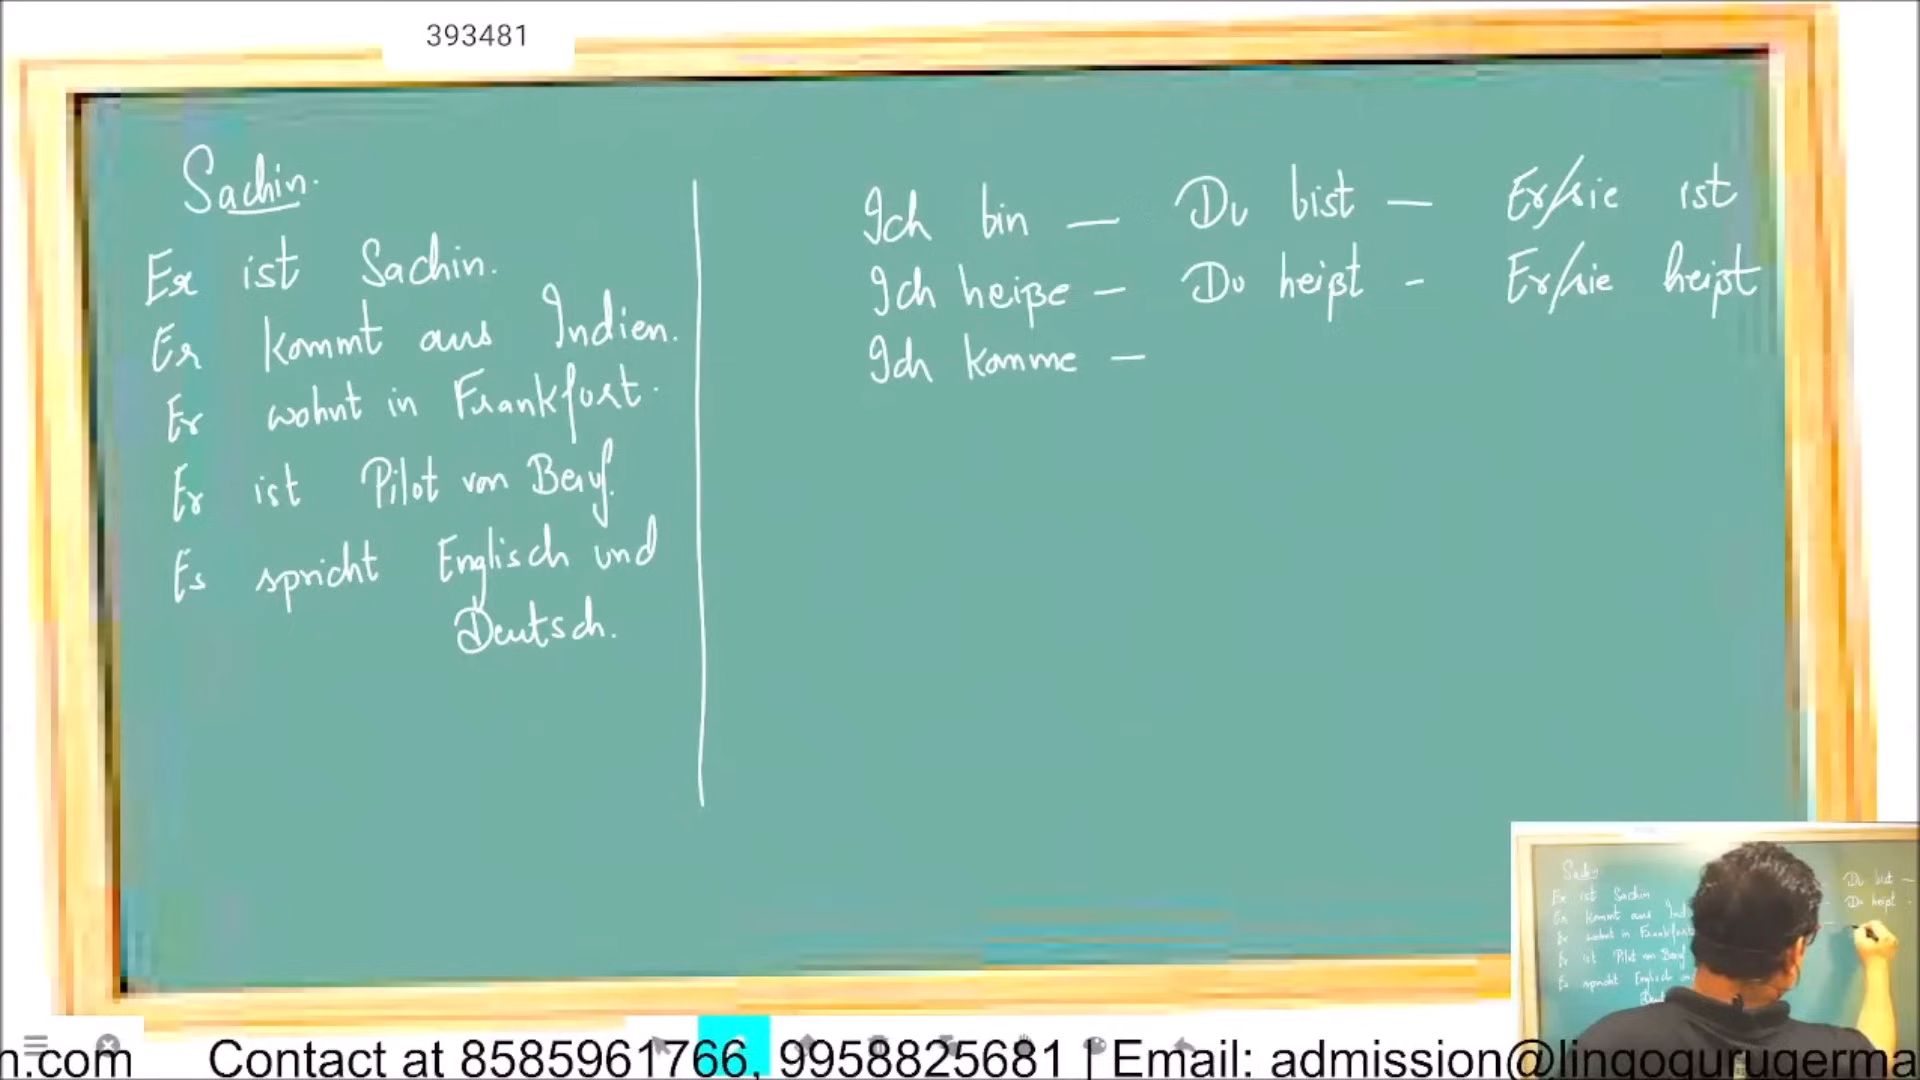 393481
Sachin.
Er ist Sachin.
Er kommt aus Indien.
Er wohnt in Frankfurt.
Er ist Pilot von Beruf.
Er spricht Englisch und
Deutsch.
Ich bin — Du bist — Er/sie ist
Ich heiße — Du heißt - Er/sie heißt
Ich komme —
n.com Contact at 8585961766, 9958825681 | Email: admission@lingogurugerma